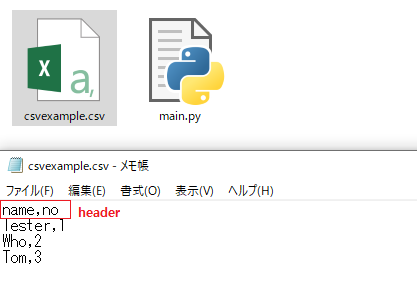 X
a,
csvexample.csv
main.py
csvexample.csv - メモ帳
ファイル(F) 編集(E) 書式(O) 表示(V) ヘルプ(H)
name,no
header
Tester,1
Who,2
Tom,3